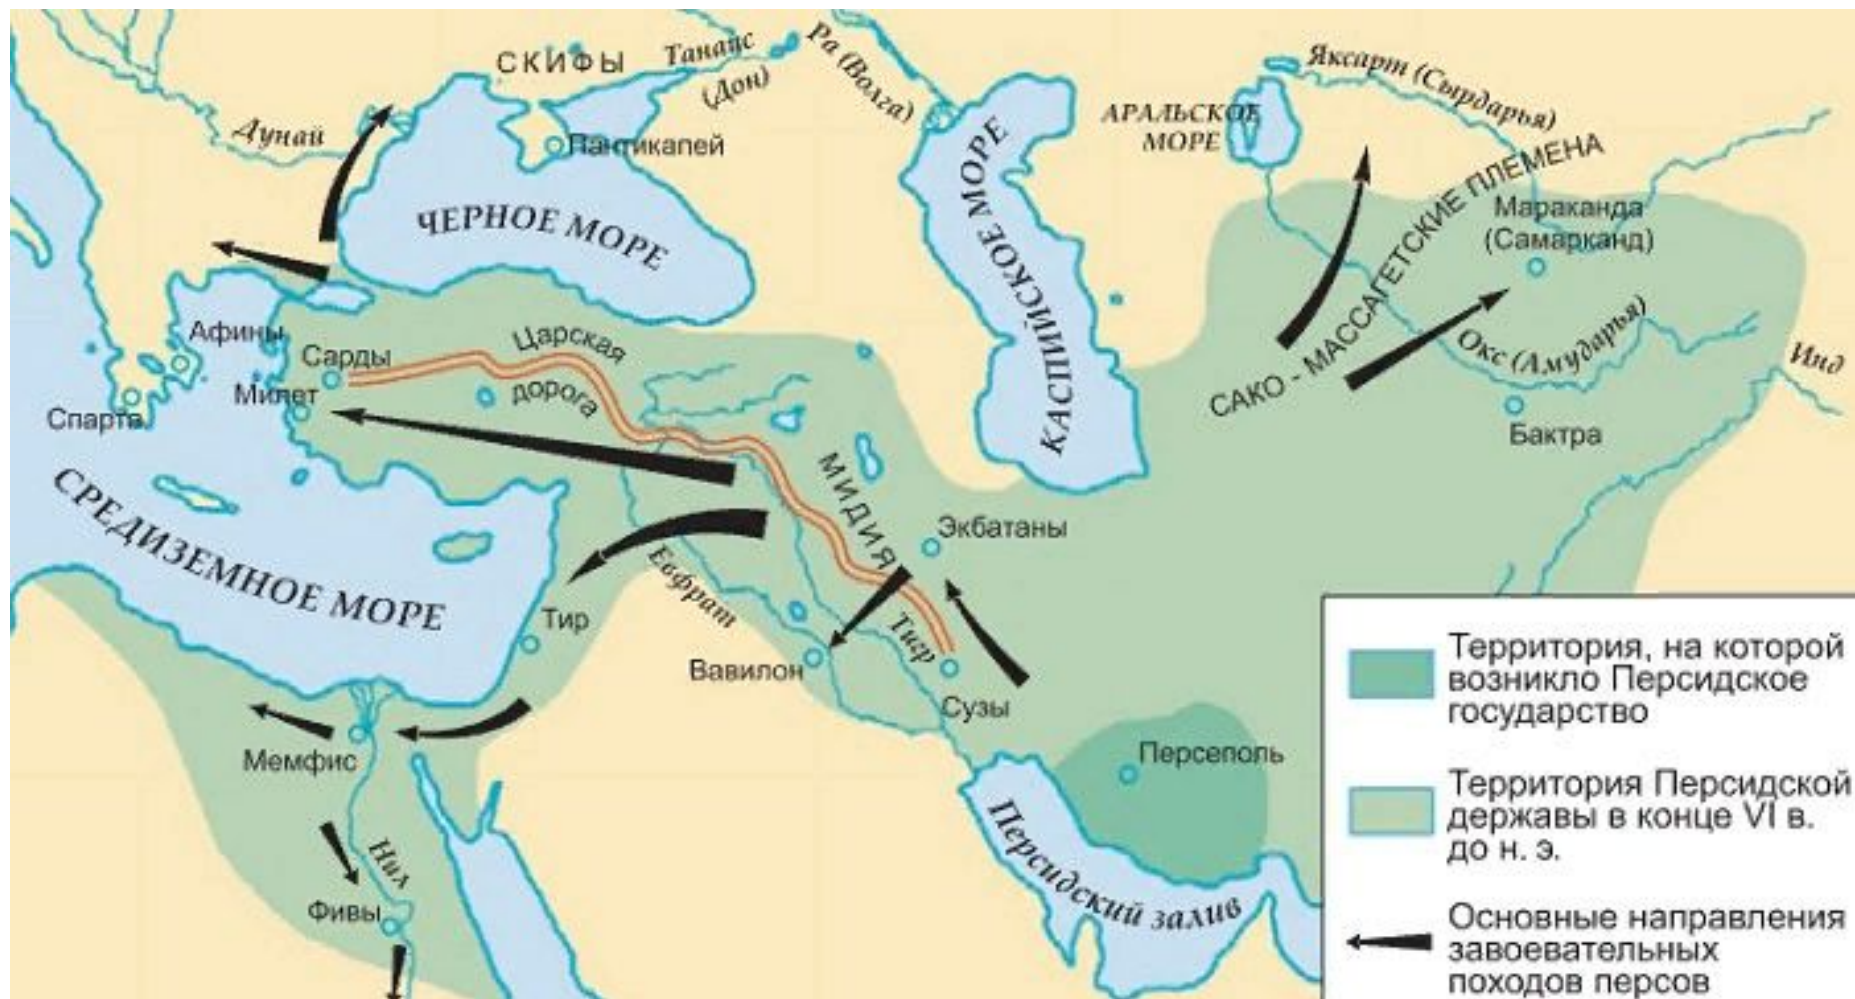 СКИФЫ
Танаис
(Дон)
Ра (Волга)
Яксарт (Сырдарья)
АРАЛЬСКОЕ
МОРЕ
Дунай
Пантикапей
ЧЕРНОЕ МОРЕ
КАСПИЙСКОЕ МОРЕ
САКО - МАССАГЕТСКИЕ ПЛЕМЕНА
Мараканда
(Самарканд)
Окс (Амударья)
Инд
Бактра
Афины
Спарта
Сарды
Милет
Царская
дорога
МИДИЯ
Экбатаны
СРЕДИЗЕМНОЕ МОРЕ
Тир
Евфрат
Тигр
Вавилон
Сузы
Мемфис
Нил
Фивы
Персеполь
Персидский залив
Территория, на которой
возникло Персидское
государство
Территория Персидской
державы в конце VI в.
до н. э.
Основные направления
завоевательных
походов персов